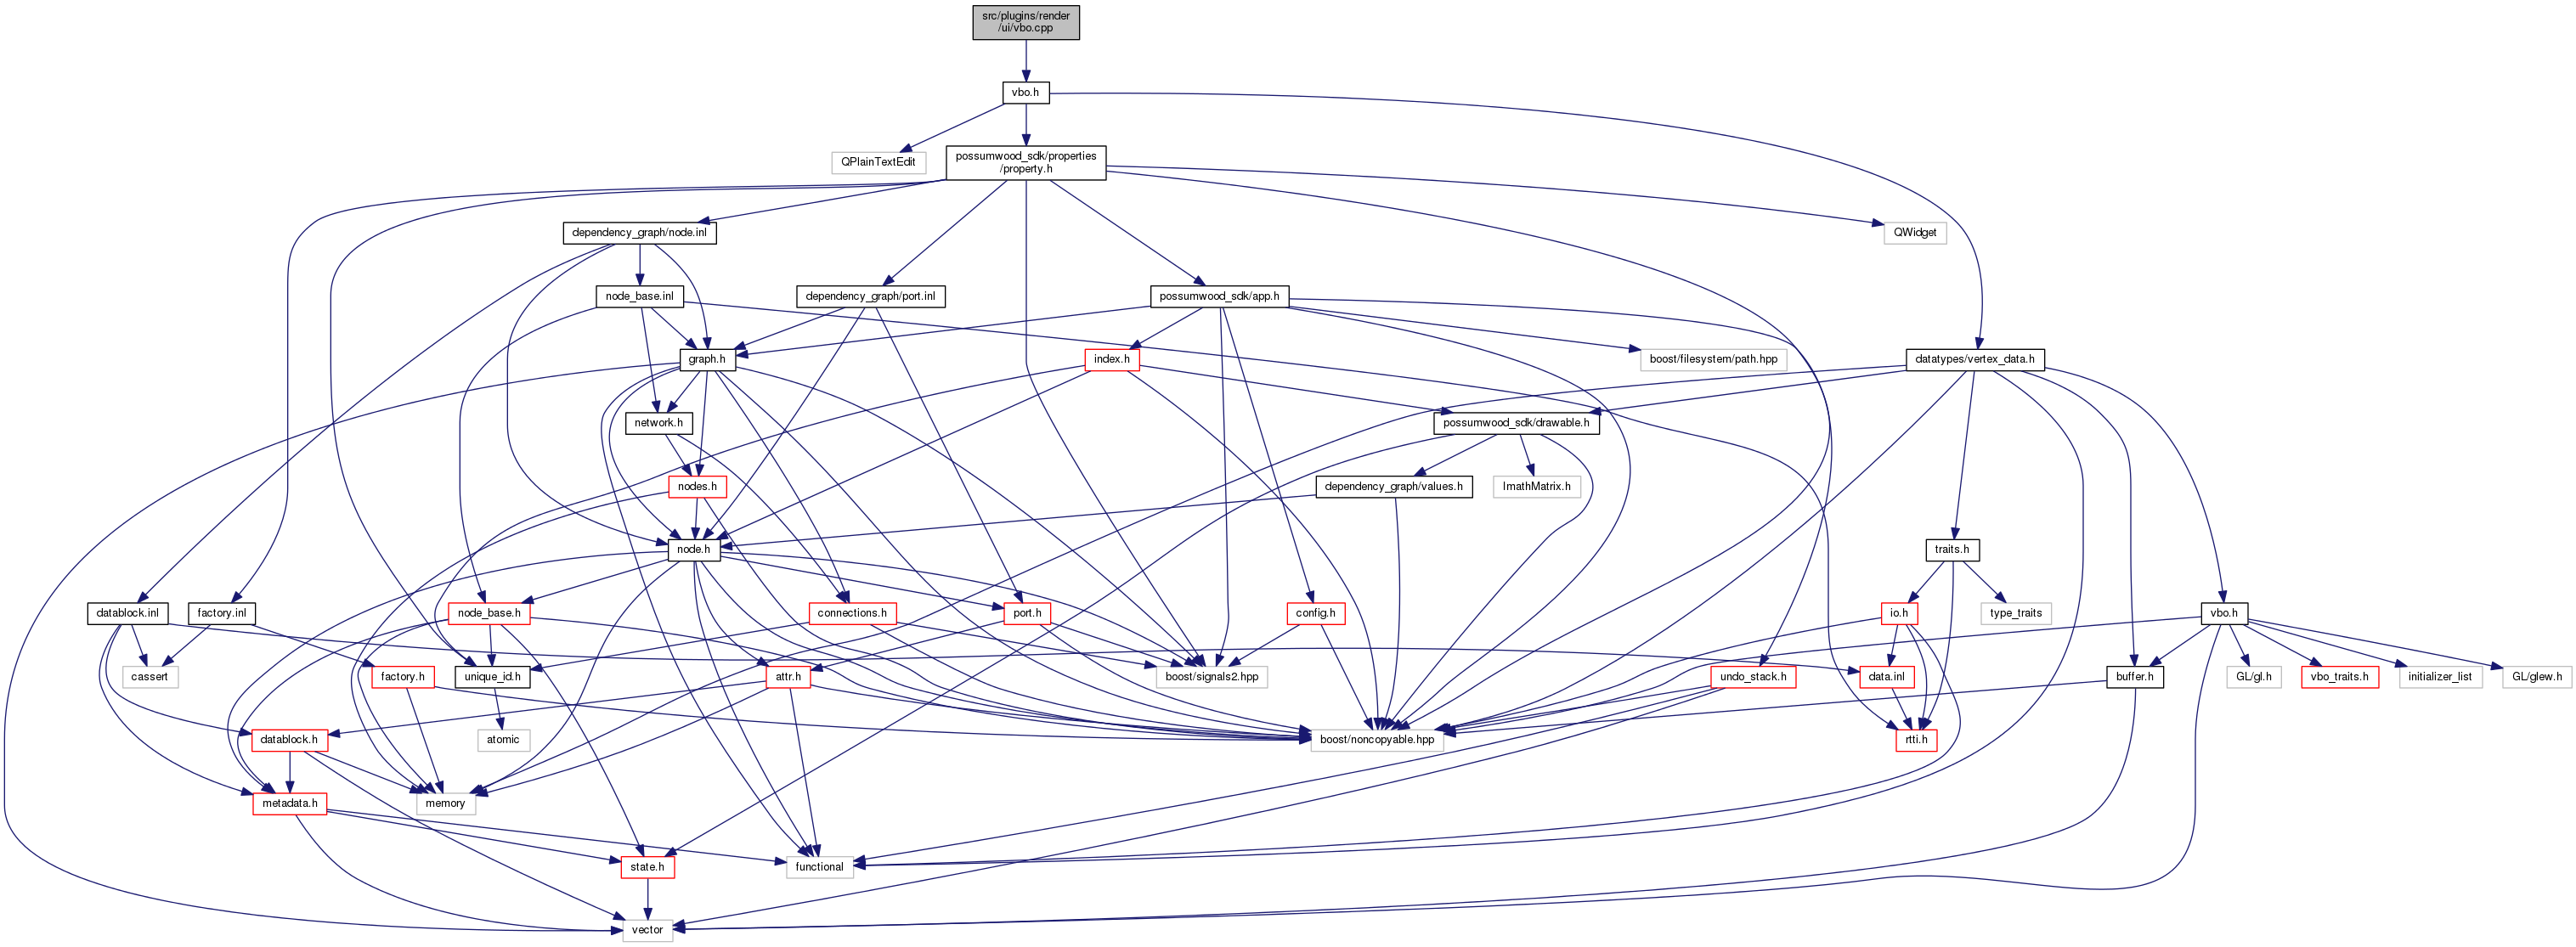 src/plugins/render
/ui/vbo.cpp
vbo.h
QPlainTextEdit
possumwood_sdk/properties
/property.h
dependency_graph/node.inl
QWidget
node_base.inl
dependency_graph/port.inl
possumwood_sdk/app.h
graph.h
index.h
boost/filesystem/path.hpp
datatypes/vertex_data.h
network.h
possumwood_sdk/drawable.h
nodes.h
dependency_graph/values.h
ImathMatrix.h
node.h
traits.h
datablock.inl
factory.inl
node_base.h
connections.h
port.h
config.h
io.h
type_traits
vbo.h
cassert
factory.h
unique_id.h
attr.h
boost/signals2.hpp
undo_stack.h
data.inl
buffer.h
GL/gl.h
vbo_traits.h
initializer_list
GL/glew.h
datablock.h
atomic
boost/noncopyable.hpp
rtti.h
metadata.h
memory
state.h
functional
vector